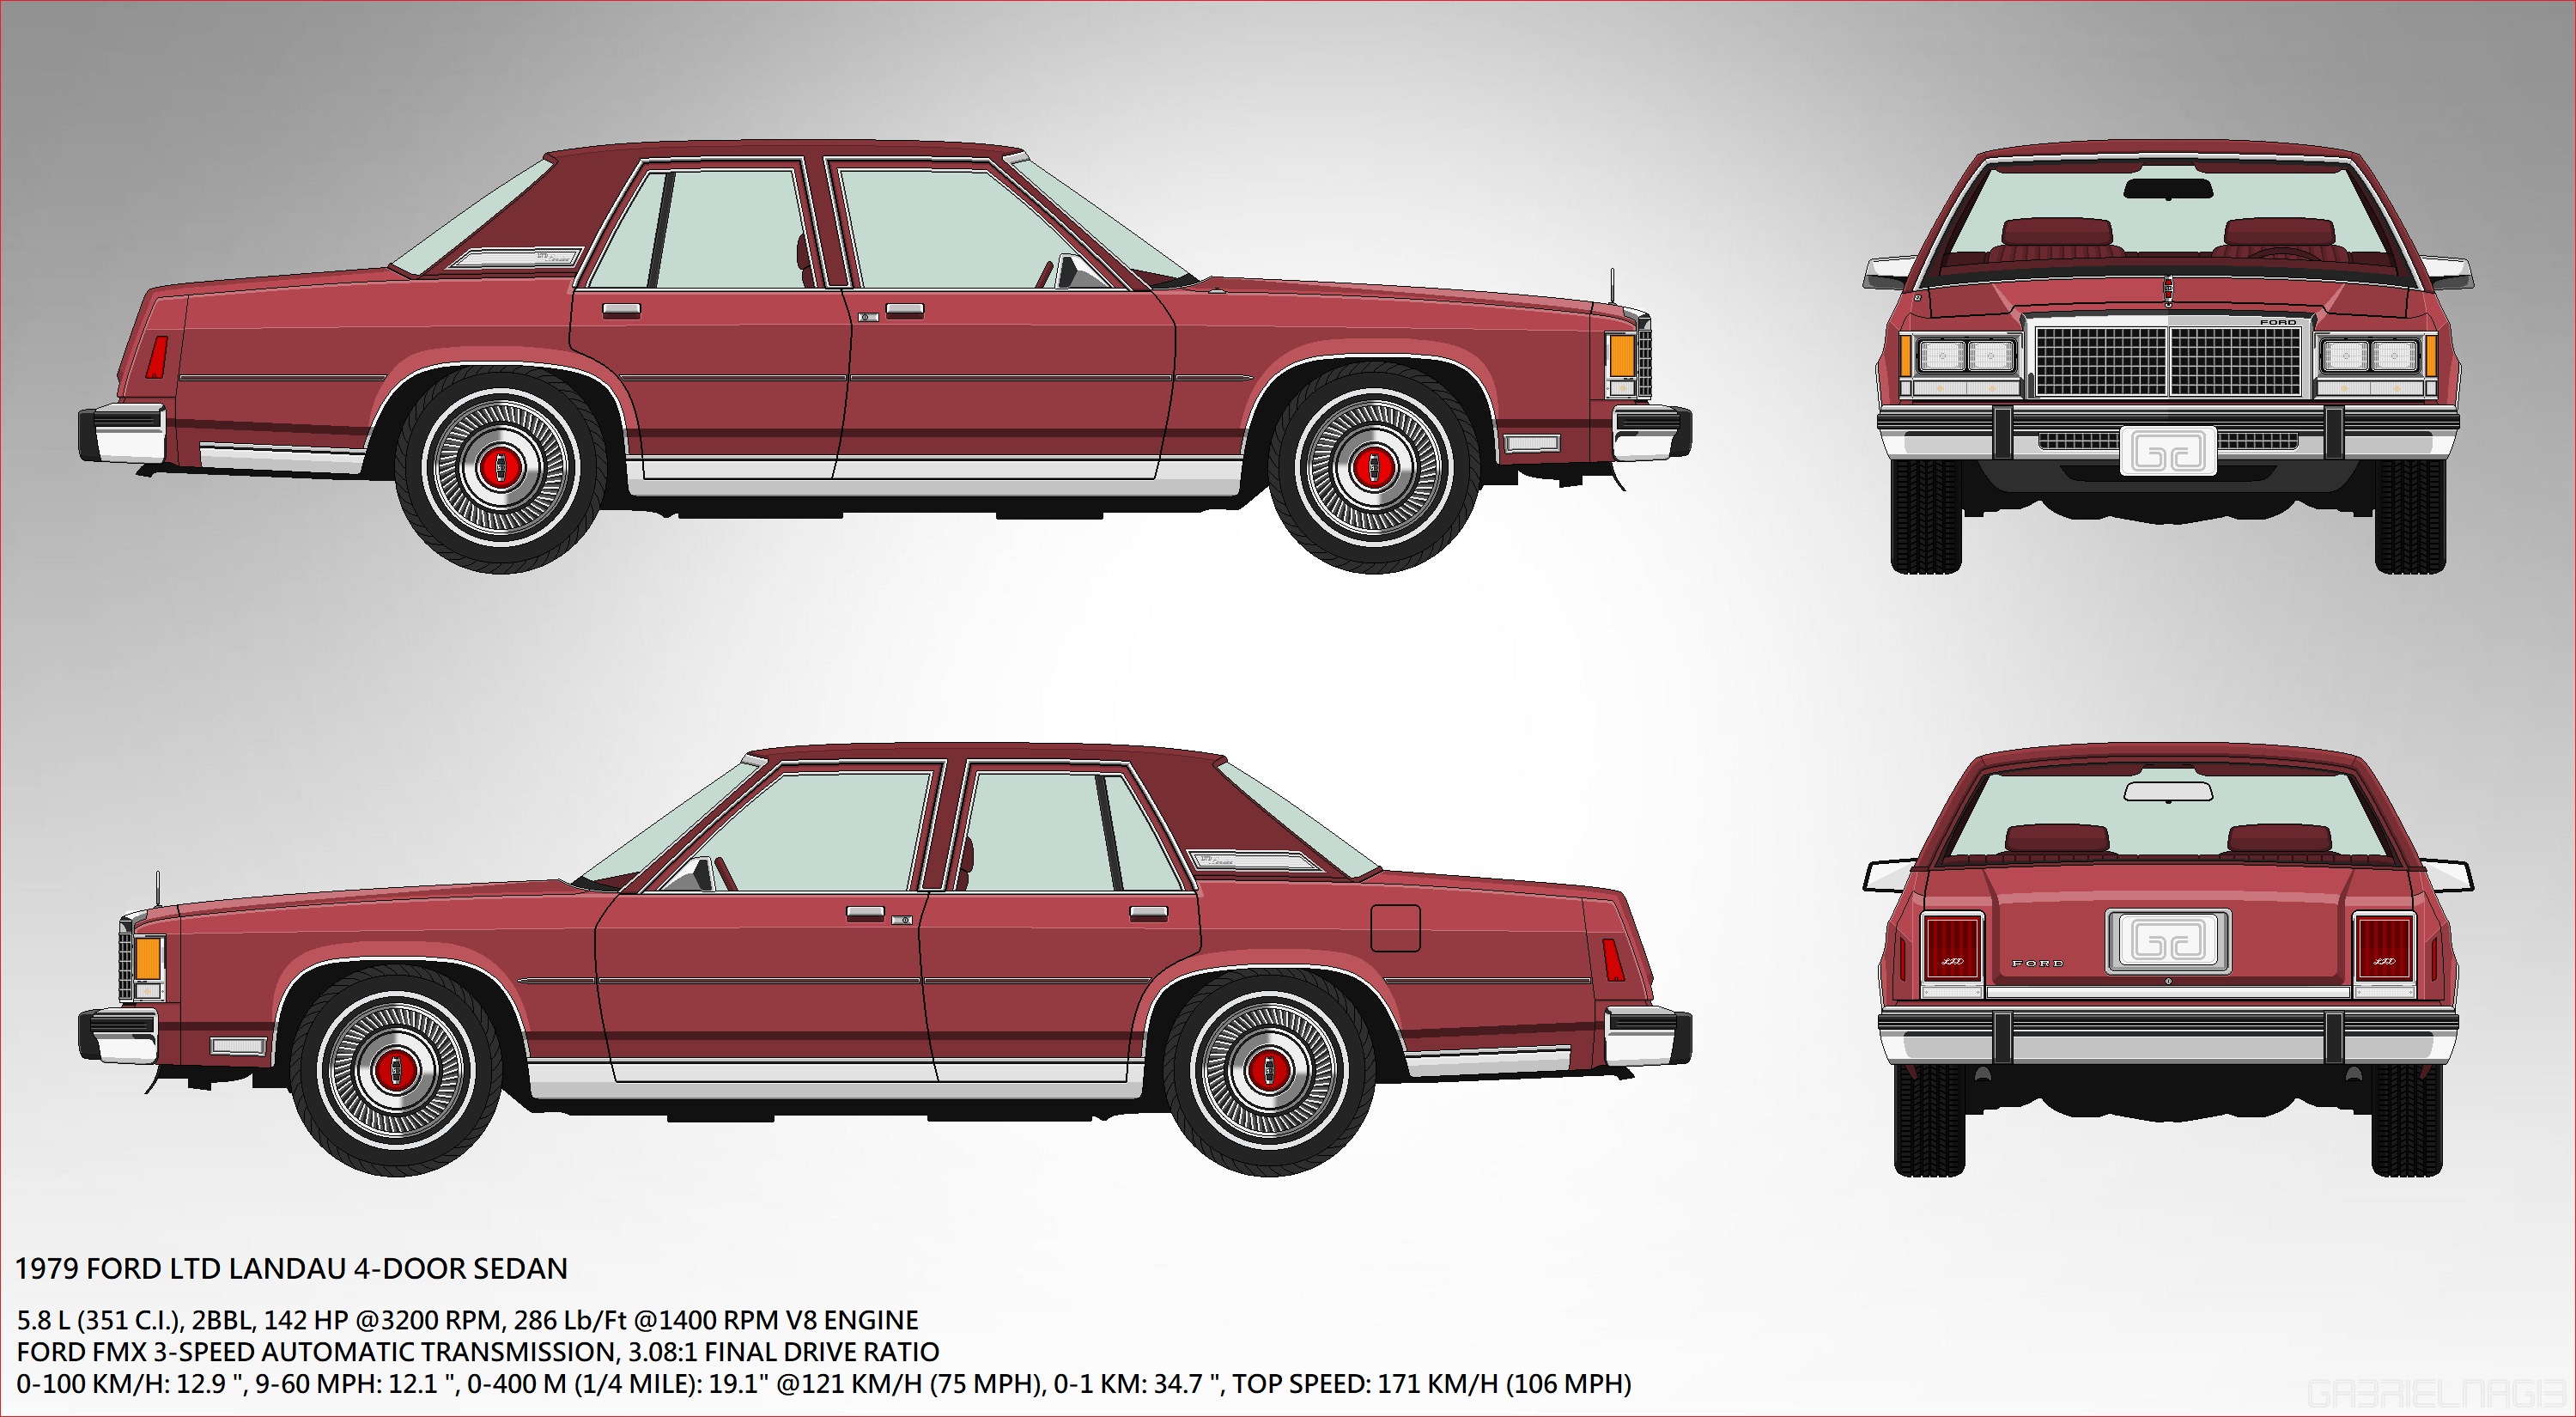 FORD
FORD
LTD
LTD
1979 FORD LTD LANDAU 4-DOOR SEDAN
5.8 L (351 C.I.), 2BBL, 142 HP @3200 RPM, 286 Lb/Ft @1400 RPM V8 ENGINE
FORD FMX 3-SPEED AUTOMATIC TRANSMISSION, 3.08:1 FINAL DRIVE RATIO
0-100 KM/H: 12.9 ", 9-60 MPH: 12.1 ", 0-400 M (1/4 MILE): 19.1" @121 KM/H (75 MPH), 0-1 KM: 34.7 ", TOP SPEED: 171 KM/H (106 MPH)